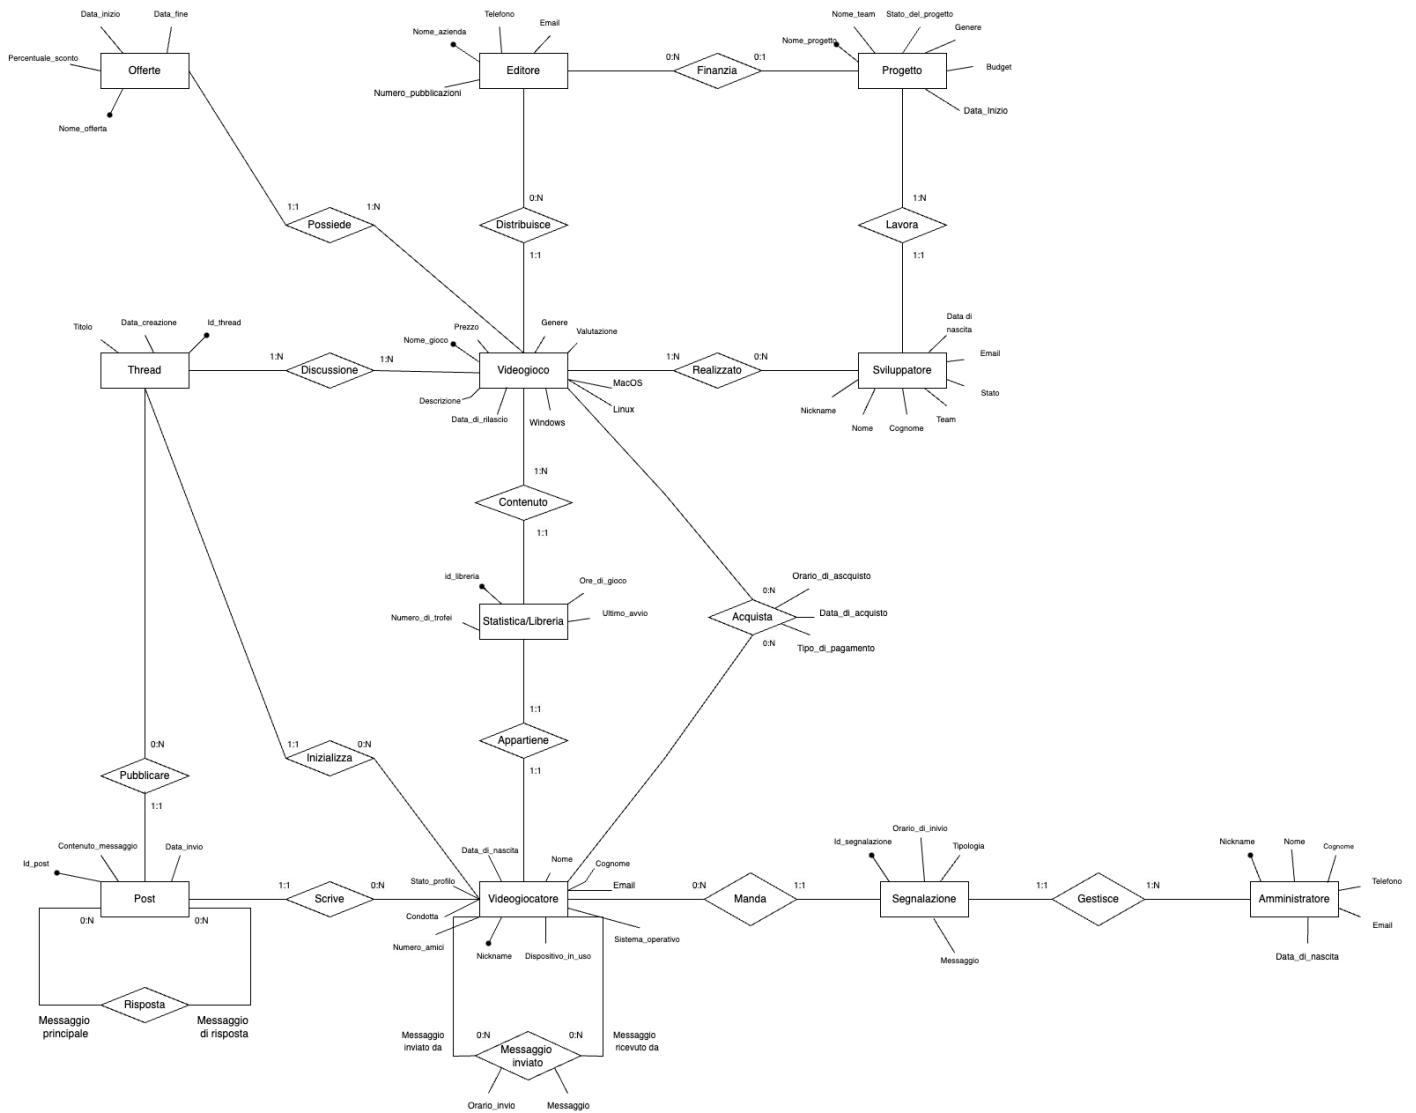 Data_inizio
Data_fine
Percentuale_sconto
Offerte
Nome_offerta
Telefono
Email
Nome_azienda
Editore
Numero_pubblicazioni
0:N
Finanzia
0:1
Nome_team
Stato_del_progetto
Genere
Nome_progetto
Progetto
Budget
Data_Inizio
1:1
Possiede
1:N
0:N
Distribuisce
1:1
1:N
Lavora
1:1
Titolo
Data_creazione
Id_thread
Thread
1:N
Discussione
1:N
Prezzo
Genere
Valutazione
Nome_gioco
Videogioco
MacOS
Linux
Descrizione
Data_di_rilascio
Windows
1:N
Realizzato
0:N
Data di
nascita
Email
Sviluppatore
Stato
Nickname
Nome
Cognome
Team
1:N
Contenuto
1:1
id_libreria
Ore_di_gioco
Numero_di_trofei
Statistica/Libreria
Ultimo_avvio
Orario_di_ascquisto
0:N
Acquista
Data_di_acquisto
0:N
Tipo_di_pagamento
1:1
Appartiene
1:1
0:N
Pubblicare
1:1
1:1
Inizializza
0:N
Id_post
Contenuto_messaggio
Data_invio
Post
0:N
0:N
Risposta
Messaggio
principale
Messaggio
di risposta
1:1
Scrive
0:N
Data_di_nascita
Nome
Cognome
Stato_profilo
Email
Videogiocatore
Condotta
Numero_amici
Nickname
Dispositivo_in_uso
Sistema_operativo
Messaggio
inviato da
0:N
0:N
Messaggio
ricevuto da
Messaggio
inviato
Orario_invio
Messaggio
0:N
Manda
1:1
Id_segnalazione
Orario_di_inivio
Tipologia
Segnalazione
Messaggio
1:1
Gestisce
1:N
Nickname
Nome
Cognome
Telefono
Amministratore
Email
Data_di_nascita